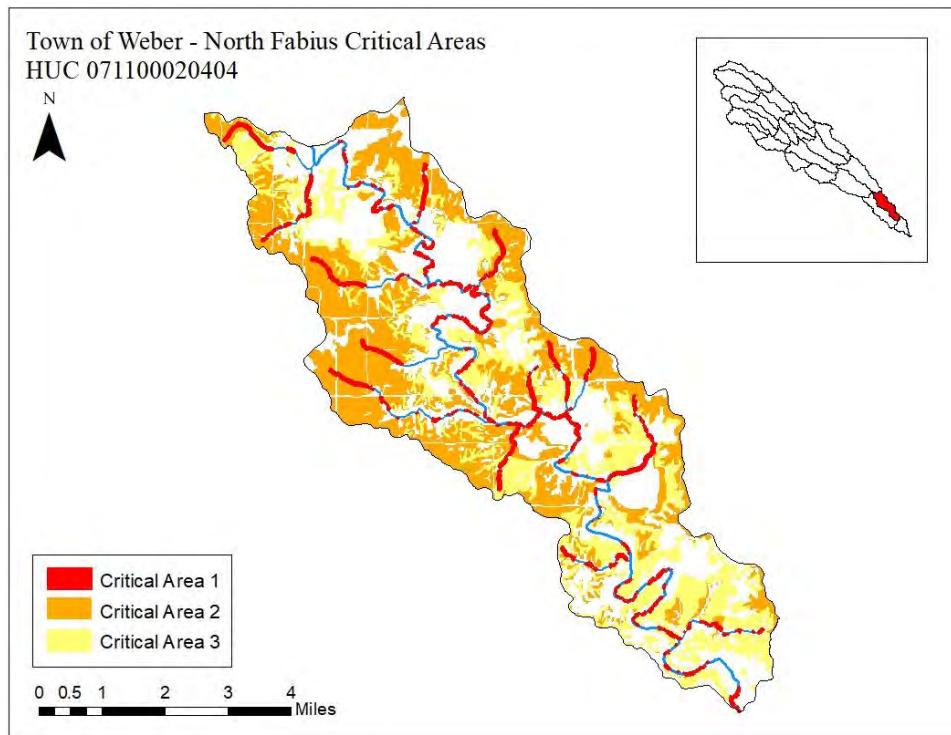 Town of Weber - North Fabius Critical Areas
HUC 071100020404
N
Critical Area 1
Critical Area 2
Critical Area 3
0 0.5 1 2 3 4
Miles